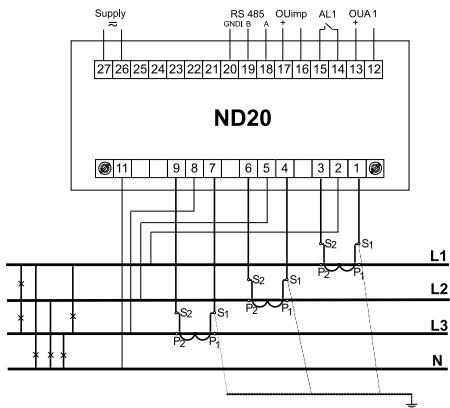 Supply RS 485 OUimp AL1 OUA 1
≂ GNDI B A + + 
27 26 25 24 23 22 21 20 19 18 17 16 15 14 13 12
ND20
11 9 8 7 6 5 4 3 2 1
S2 S1
P2 P1
L1
S2 S1
P2 P1
L2
S2 S1
P2 P1
L3
N